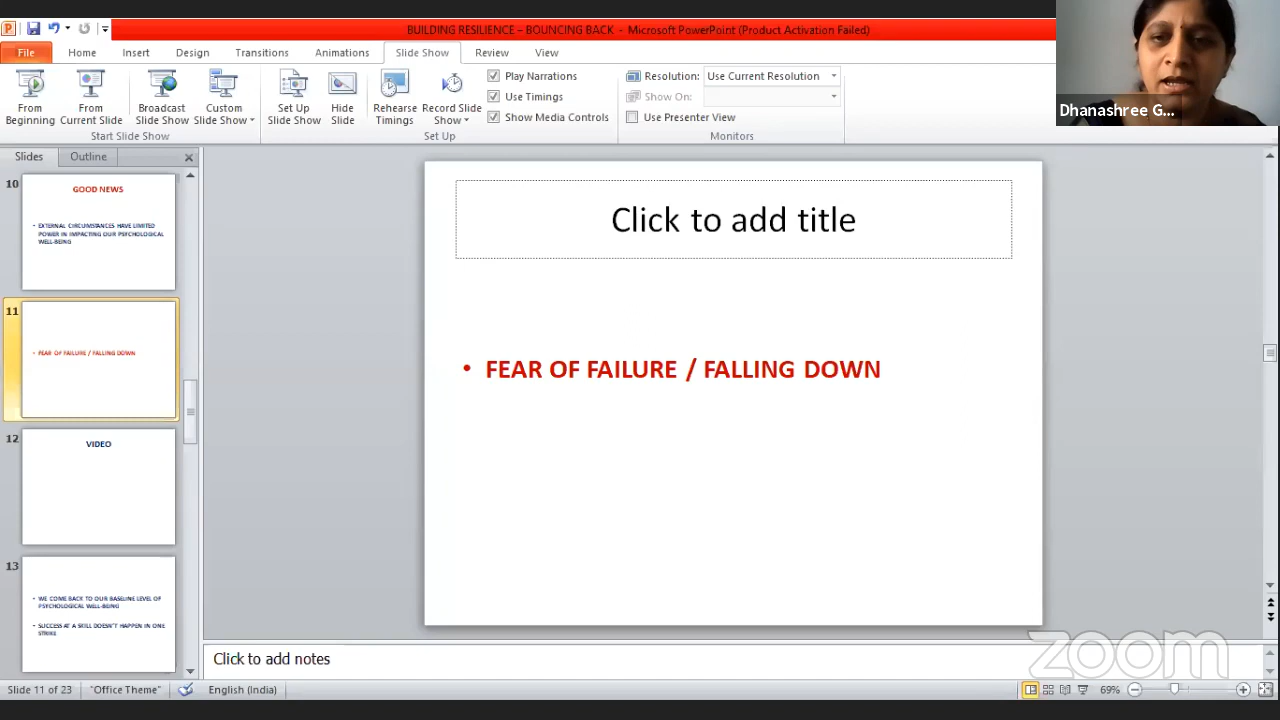 BUILDING RESILIENCE – BOUNCING BACK - Microsoft PowerPoint (Product Activation Failed)
File Home Insert Design Transitions Animations Slide Show Review View
From Beginning
From Current Slide
Broadcast Slide Show
Custom Slide Show
Start Slide Show
Set Up Slide Show
Hide Slide
Rehearse Timings
Record Slide Show
Play Narrations
Use Timings
Show Media Controls
Set Up
Resolution: Use Current Resolution
Show On:
Use Presenter View
Monitors
Dhanashree G...
Slides Outline
10
GOOD NEWS
• EXTERNAL CIRCUMSTANCES HAVE LIMITED
POWER IN IMPACTING OUR PSYCHOLOGICAL
WELL-BEING
11
• FEAR OF FAILURE / FALLING DOWN
12
VIDEO
13
• WE COME BACK TO OUR BASELINE LEVEL OF
PSYCHOLOGICAL WELL-BEING
• SUCCESS AT A SKILL DOESN'T HAPPEN IN ONE
STRIKE
Click to add title
• FEAR OF FAILURE / FALLING DOWN
Click to add notes
zoom
Slide 11 of 23 "Office Theme" English (India) 69%